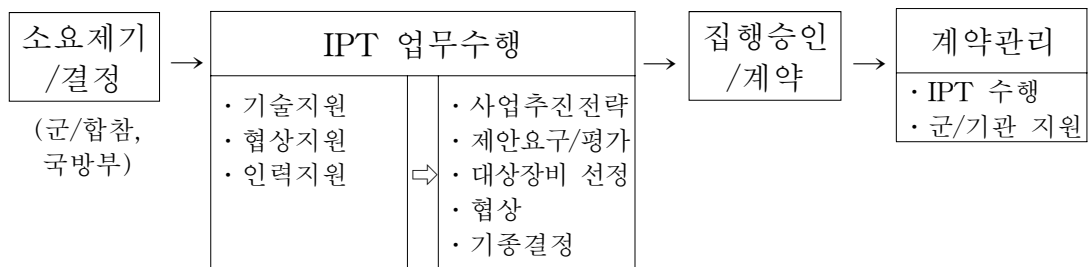 소요제기
/결정
(군/합참,
국방부)
→
IPT 업무수행
· 기술지원
· 협상지원
· 인력지원
⇨
· 사업추진전략
· 제안요구/평가
· 대상장비 선정
· 협상
· 기종결정
→
집행승인
/계약
→
계약관리
· IPT 수행
· 군/기관 지원